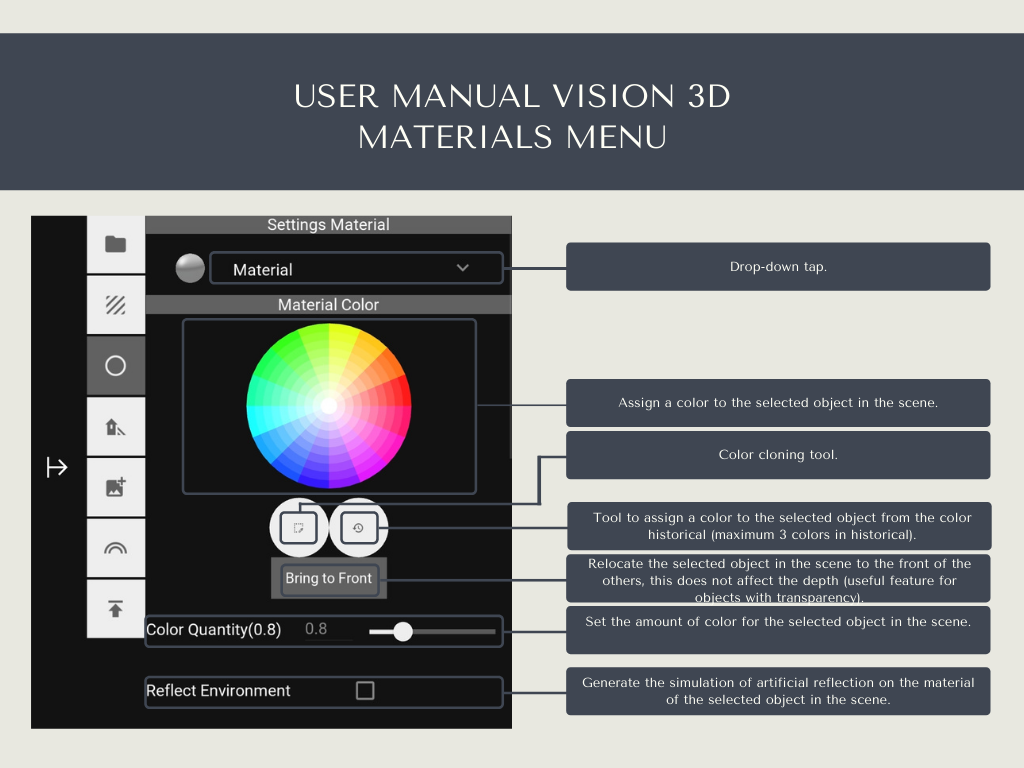 USER MANUAL VISION 3D
MATERIALS MENU
Settings Material
Material
Drop-down tap.
Material Color
Assign a color to the selected object in the scene.
Color cloning tool.
Tool to assign a color to the selected object from the color
historical (maximum 3 colors in historical).
Bring to Front
Relocate the selected object in the scene to the front of the
others, this does not affect the depth (useful feature for
objects with transparency).
Color Quantity(0.8) 0.8
Set the amount of color for the selected object in the scene.
Reflect Environment
Generate the simulation of artificial reflection on the material
of the selected object in the scene.